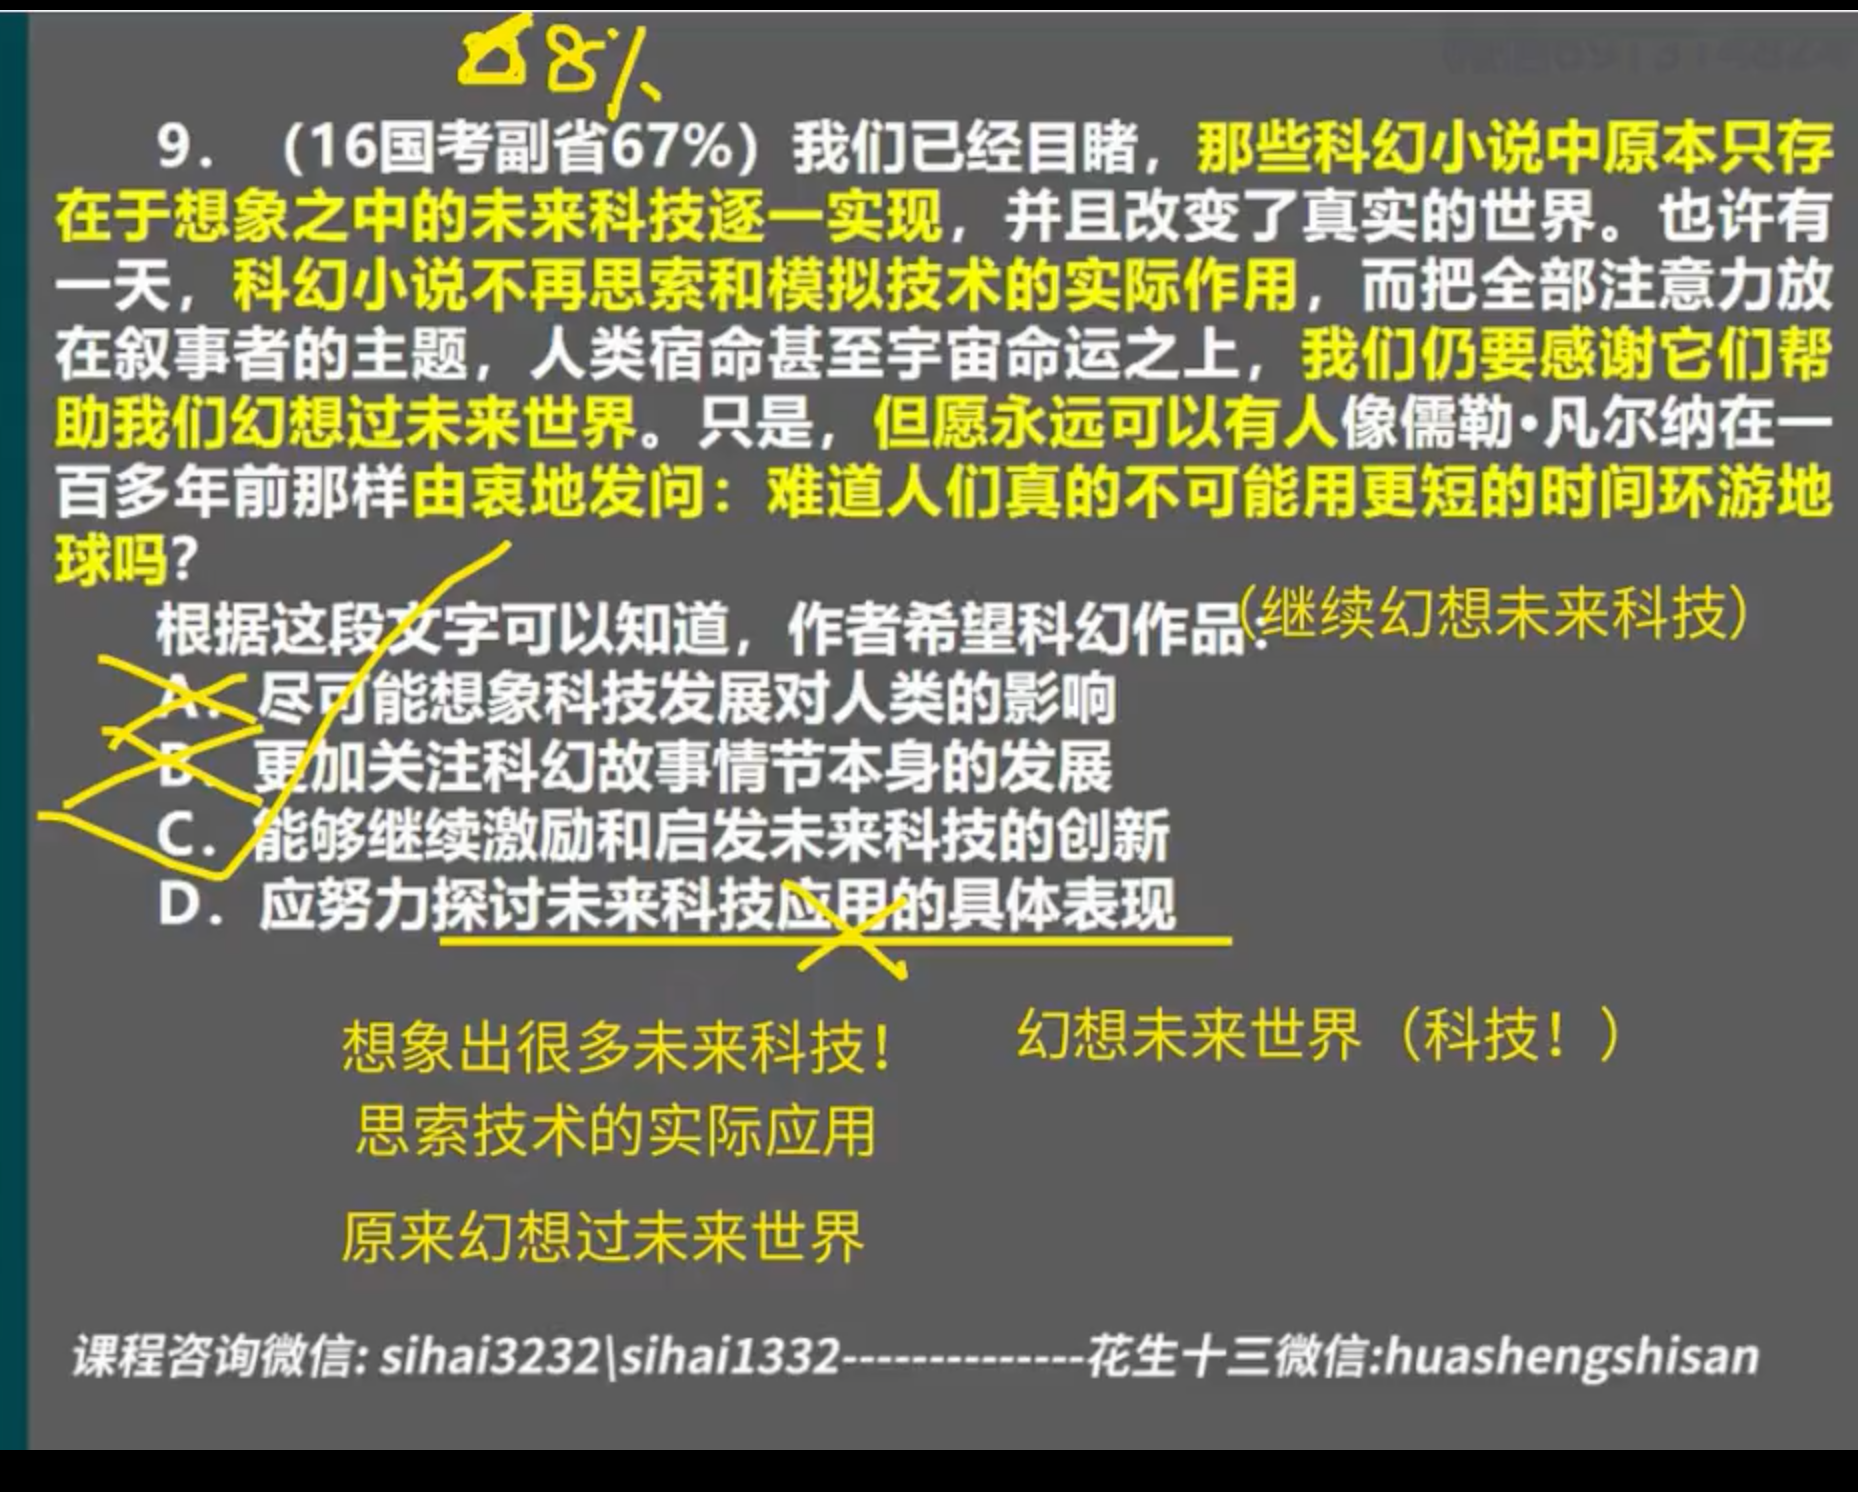 68%
9. （16国考副省67%）我们已经目睹，那些科幻小说中原本只存
在于想象之中的未来科技逐一实现，并且改变了真实的世界。也许有
一天，科幻小说不再思索和模拟技术的实际作用，而把全部注意力放
在叙事者的主题，人类宿命甚至宇宙命运之上，我们仍要感谢它们帮
助我们幻想过未来世界。只是，但愿永远可以有人像儒勒·凡尔纳在一
百多年前那样由衷地发问：难道人们真的不可能用更短的时间环游地
球吗？
根据这段文字可以知道，作者希望科幻作品：（继续幻想未来科技）
A. 尽可能想象科技发展对人类的影响
B. 更加关注科幻故事情节本身的发展
C. 能够继续激励和启发未来科技的创新
D. 应努力探讨未来科技应用的具体表现
想象出很多未来科技！ 幻想未来世界（科技！）
思索技术的实际应用
原来幻想过未来世界
课程咨询微信: sihai3232\sihai1332--------------花生十三微信:huashengshisan